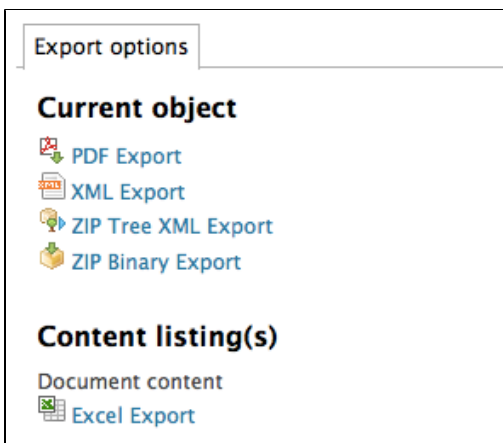 Export options
Current object
PDF Export
XML Export
ZIP Tree XML Export
ZIP Binary Export
Content listing(s)
Document content
Excel Export